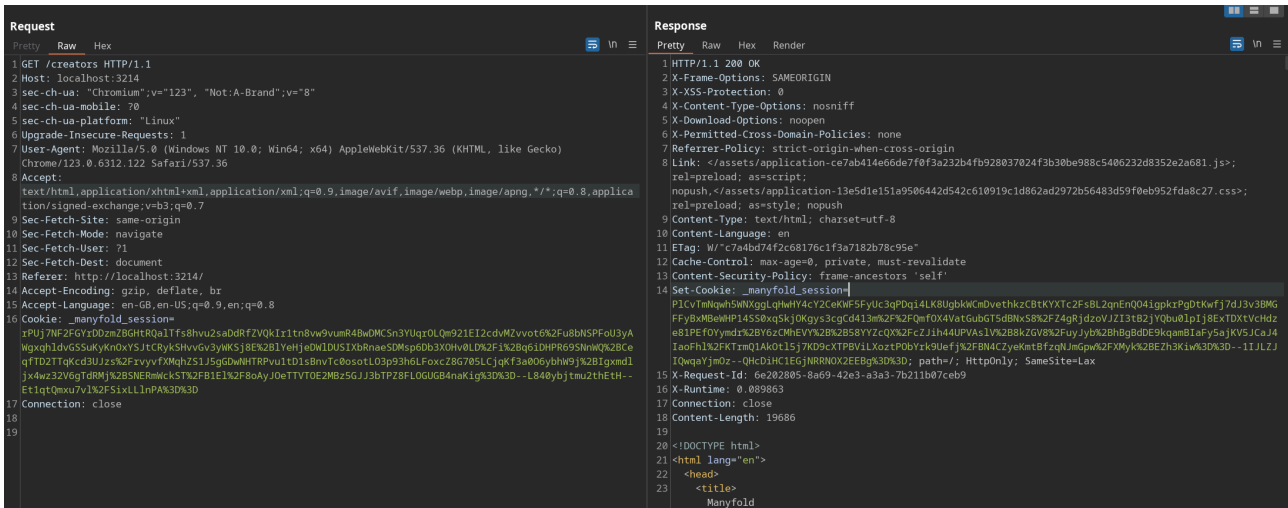 Request
Pretty Raw Hex
\n
1 GET /creators HTTP/1.1
2 Host: localhost:3214
3 sec-ch-ua: "Chromium";v="123", "Not:A-Brand";v="8"
4 sec-ch-ua-mobile: ?0
5 sec-ch-ua-platform: "Linux"
6 Upgrade-Insecure-Requests: 1
7 User-Agent: Mozilla/5.0 (Windows NT 10.0; Win64; x64) AppleWebKit/537.36 (KHTML, like Gecko)
Chrome/123.0.6312.122 Safari/537.36
8 Accept:
text/html,application/xhtml+xml,application/xml;q=0.9,image/avif,image/webp,image/apng,*/*;q=0.8,applica
tion/signed-exchange;v=b3;q=0.7
9 Sec-Fetch-Site: same-origin
10 Sec-Fetch-Mode: navigate
11 Sec-Fetch-User: ?1
12 Sec-Fetch-Dest: document
13 Referer: http://localhost:3214/
14 Accept-Encoding: gzip, deflate, br
15 Accept-Language: en-GB,en-US;q=0.9,en;q=0.8
16 Cookie: _manyfold_session=
17 Connection: close
18
19
Response
Pretty Raw Hex Render
\n
1 HTTP/1.1 200 OK
2 X-Frame-Options: SAMEORIGIN
3 X-XSS-Protection: 0
4 X-Content-Type-Options: nosniff
5 X-Download-Options: noopen
6 X-Permitted-Cross-Domain-Policies: none
7 Referrer-Policy: strict-origin-when-cross-origin
8 Link: </assets/application-ce7ab414e66de7f0f3a232b4fb928037024f3b30be988c5406232d8352e2a681.js>;
rel=preload; as=script;
nopush,</assets/application-13e5d1e151a9506442d542c610919c1d862ad2972b56483d59f0eb952fda8c27.css>;
rel=preload; as=style; nopush
9 Content-Type: text/html; charset=utf-8
10 Content-Language: en
11 ETag: W/"c7a4bd74f2c68176c1f3a7182b78c95e"
12 Cache-Control: max-age=0, private, must-revalidate
13 Content-Security-Policy: frame-ancestors 'self'
14 Set-Cookie: _manyfold_session=
path=/; HttpOnly; SameSite=Lax
15 X-Request-Id: 6e202805-8a69-42e3-a3a3-7b211b07ceb9
16 X-Runtime: 0.089863
17 Connection: close
18 Content-Length: 19686
19
20 <!DOCTYPE html>
21 <html lang="en">
22 <head>
23 <title>
Manyfold